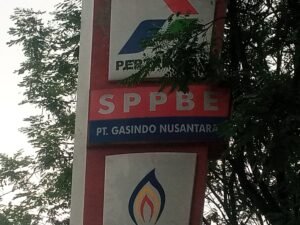 SPPBE
PT. GASINDO NUSANTARA